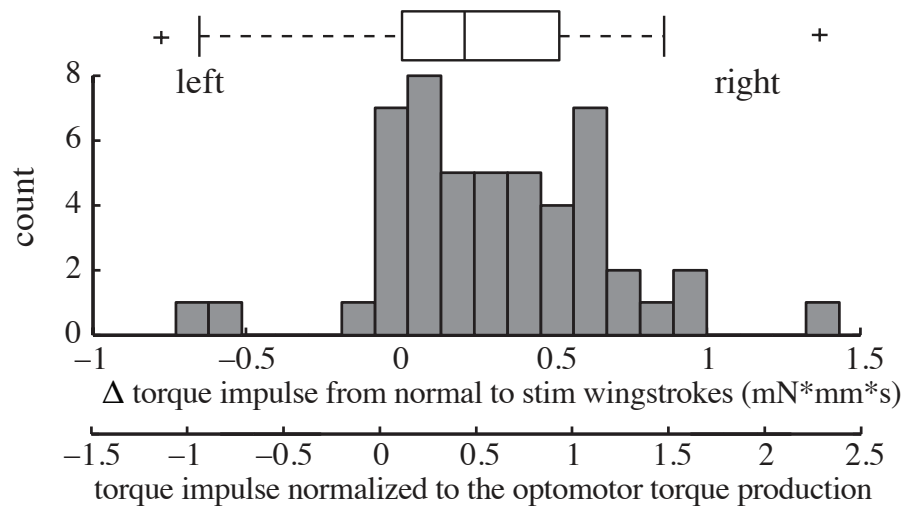 left right
8
6
4
2
0
count
–1 –0.5 0 0.5 1 1.5
Δ torque impulse from normal to stim wingstrokes (mN*mm*s)
–1.5 –1 –0.5 0 0.5 1 1.5 2 2.5
torque impulse normalized to the optomotor torque production